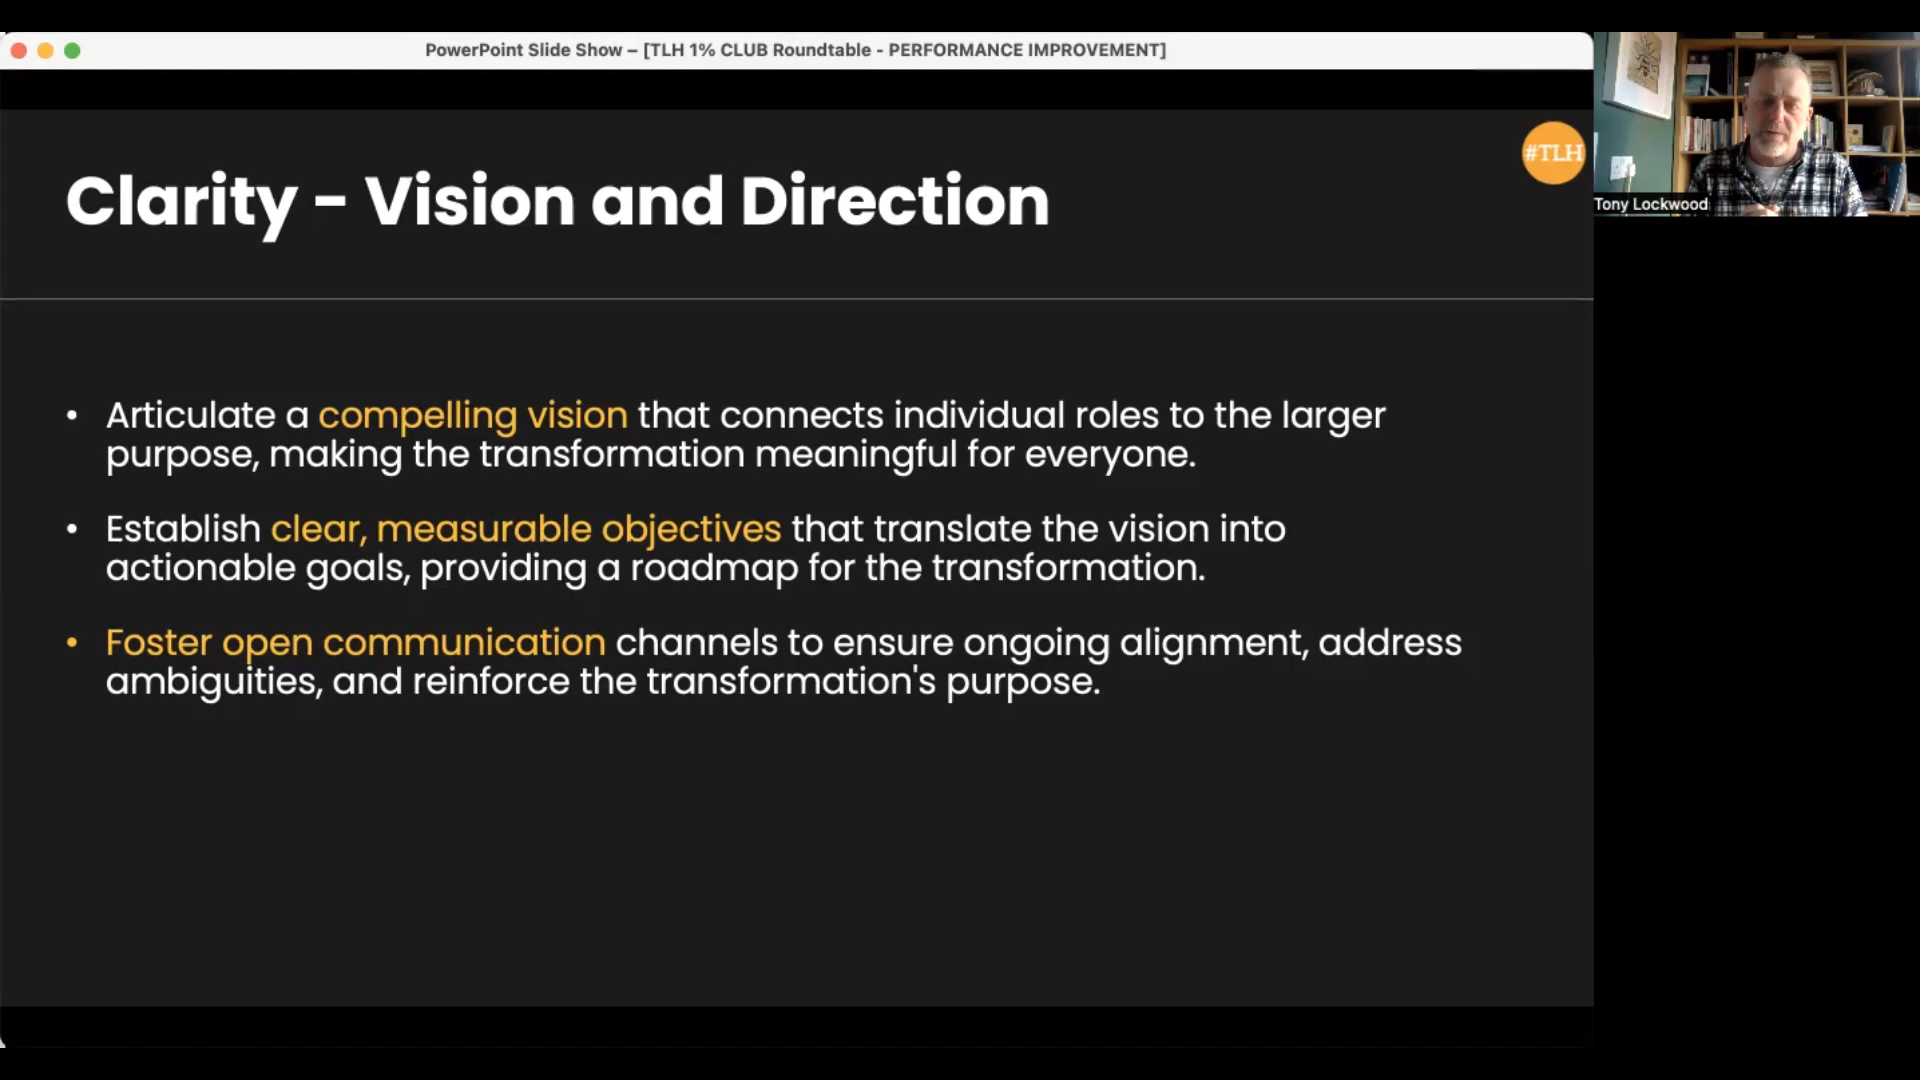 PowerPoint Slide Show – [TLH 1% CLUB Roundtable - PERFORMANCE IMPROVEMENT]
#TLH
Tony Lockwood
Clarity - Vision and Direction
• Articulate a compelling vision that connects individual roles to the larger
purpose, making the transformation meaningful for everyone.
• Establish clear, measurable objectives that translate the vision into
actionable goals, providing a roadmap for the transformation.
• Foster open communication channels to ensure ongoing alignment, address
ambiguities, and reinforce the transformation's purpose.